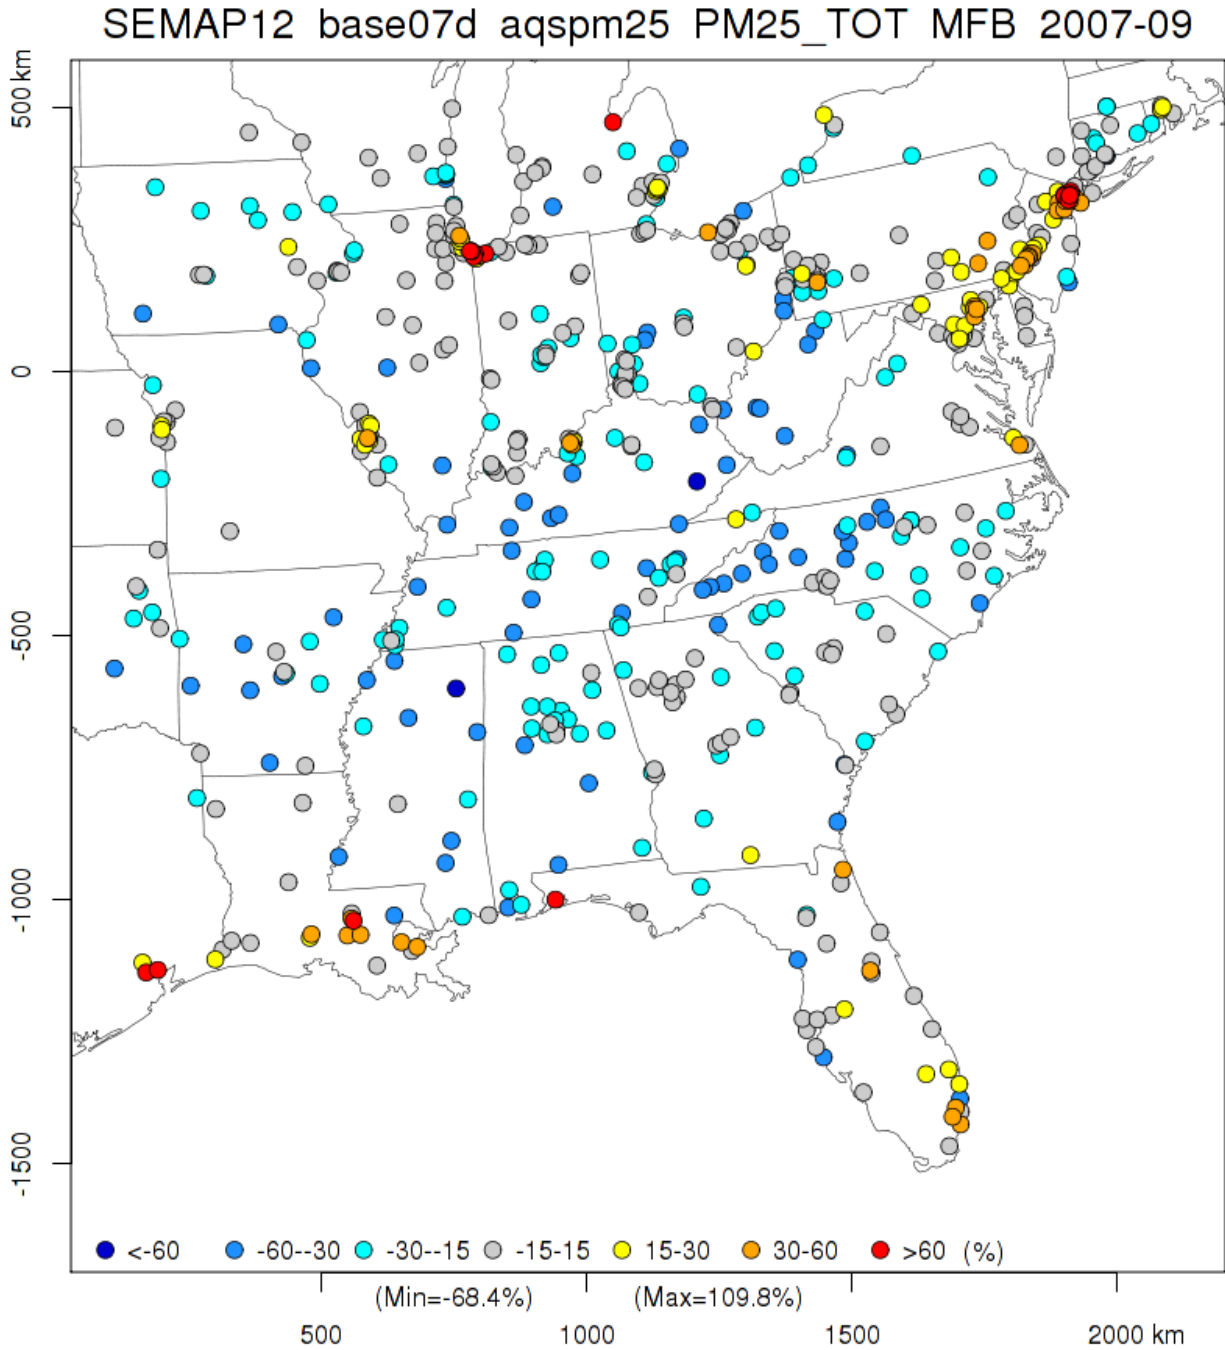 SEMAP12 base07d aqspm25 PM25_TOT MFB 2007-09
500 km
0
-500
-1000
-1500
<-60 -60--30 -30--15 -15-15 15-30 30-60 >60 (%)
(Min=-68.4%) (Max=109.8%)
500 1000 1500 2000 km